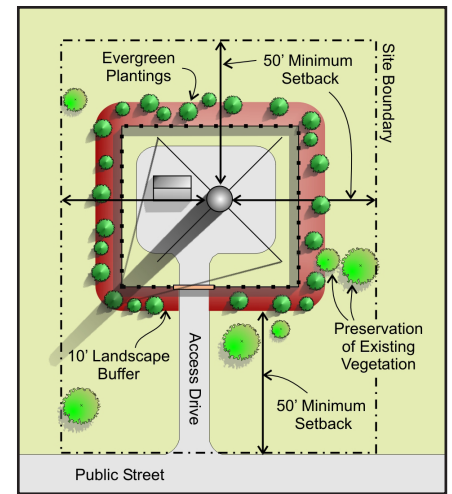 Evergreen
Plantings
50’ Minimum
Setback
Site Boundary
10’ Landscape
Buffer
Access Drive
Preservation
of Existing
Vegetation
50’ Minimum
Setback
Public Street